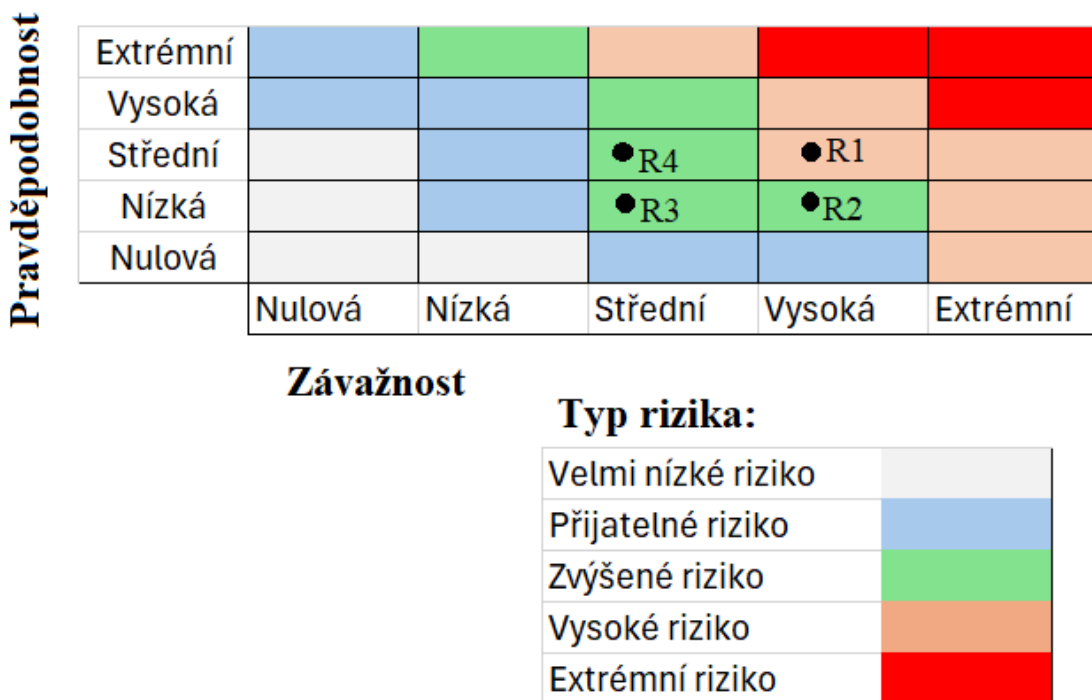 Pravděpodobnost
Extrémní
Vysoká
Střední
R4
R1
Nízká
R3
R2
Nulová
Nulová Nízká Střední Vysoká Extrémní
Závažnost
Typ rizika:
Velmi nízké riziko
Přijatelné riziko
Zvýšené riziko
Vysoké riziko
Extrémní riziko